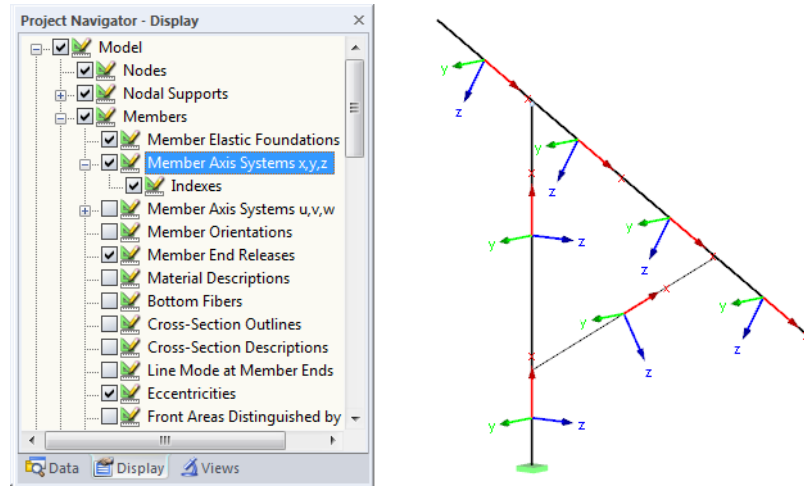 Project Navigator - Display
Model
Nodes
Nodal Supports
Members
Member Elastic Foundations
Member Axis Systems x,y,z
Indexes
Member Axis Systems u,v,w
Member Orientations
Member End Releases
Material Descriptions
Bottom Fibers
Cross-Section Outlines
Cross-Section Descriptions
Line Mode at Member Ends
Eccentricities
Front Areas Distinguished by
Data Display Views
y
z
x
y
z
x
y
z
x
y
z
x
y
z
x
y
z
x
y
z
x